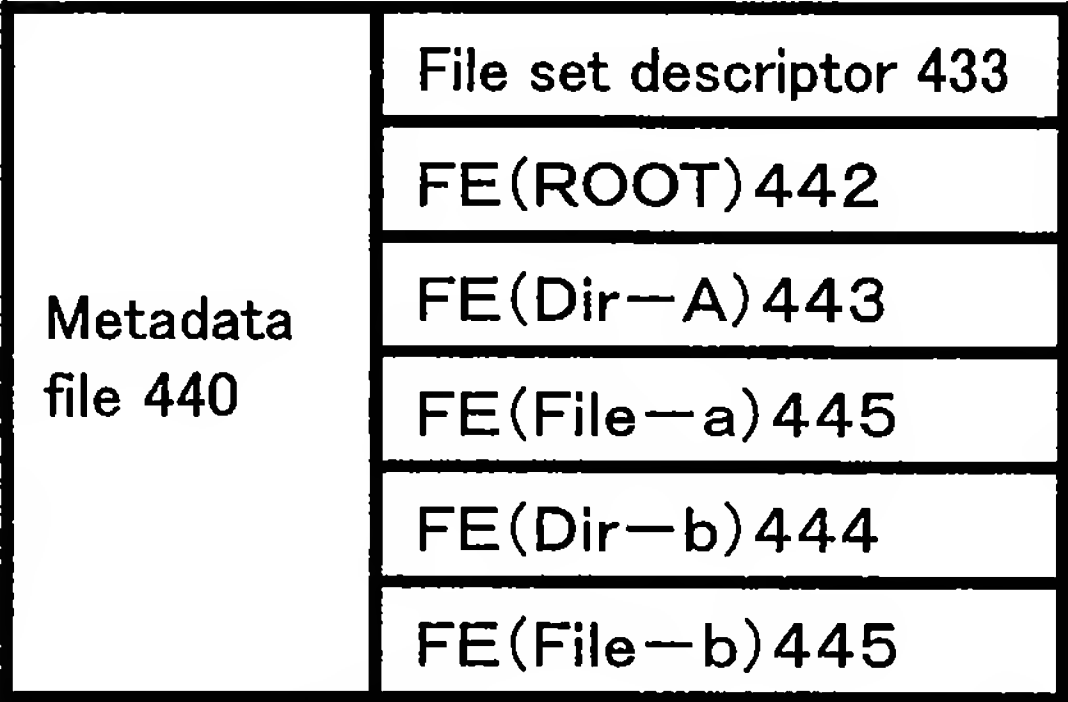 Metadata
file 440
File set descriptor 433
FE(ROOT)442
FE(Dir—A)443
FE(File—a)445
FE(Dir—b)444
FE(File—b)445